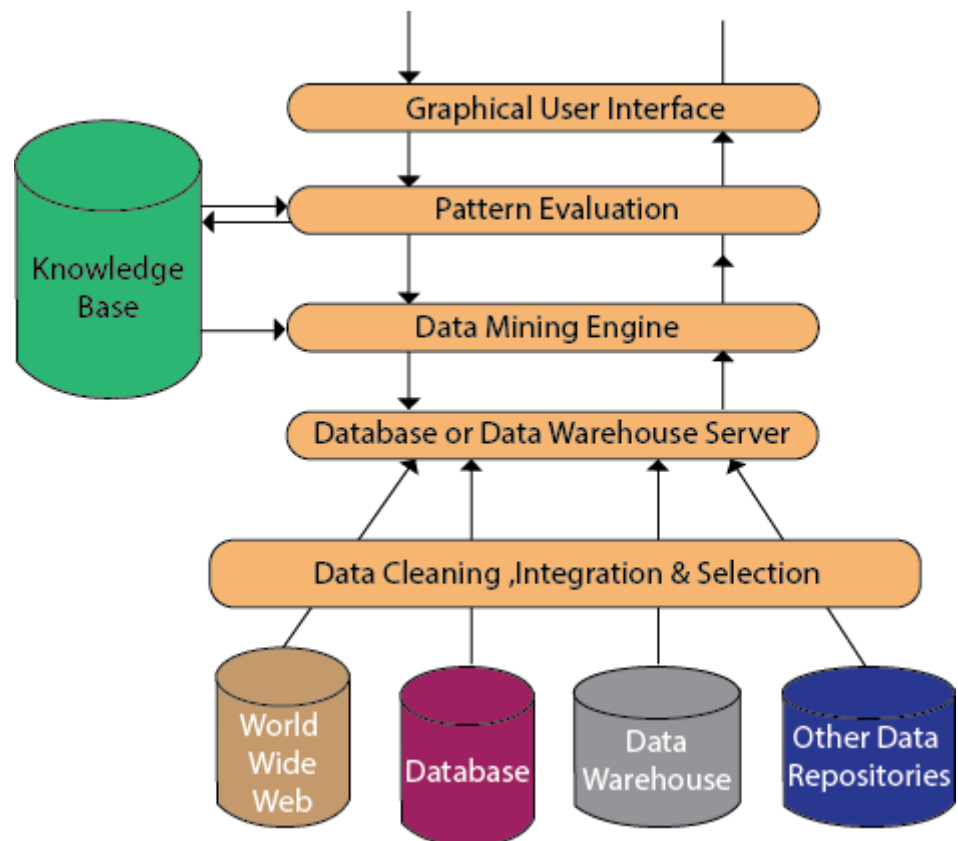 Graphical User Interface
Pattern Evaluation
Knowledge
Base
Data Mining Engine
Database or Data Warehouse Server
Data Cleaning ,Integration & Selection
World
Wide
Web
Database
Data
Warehouse
Other Data
Repositories